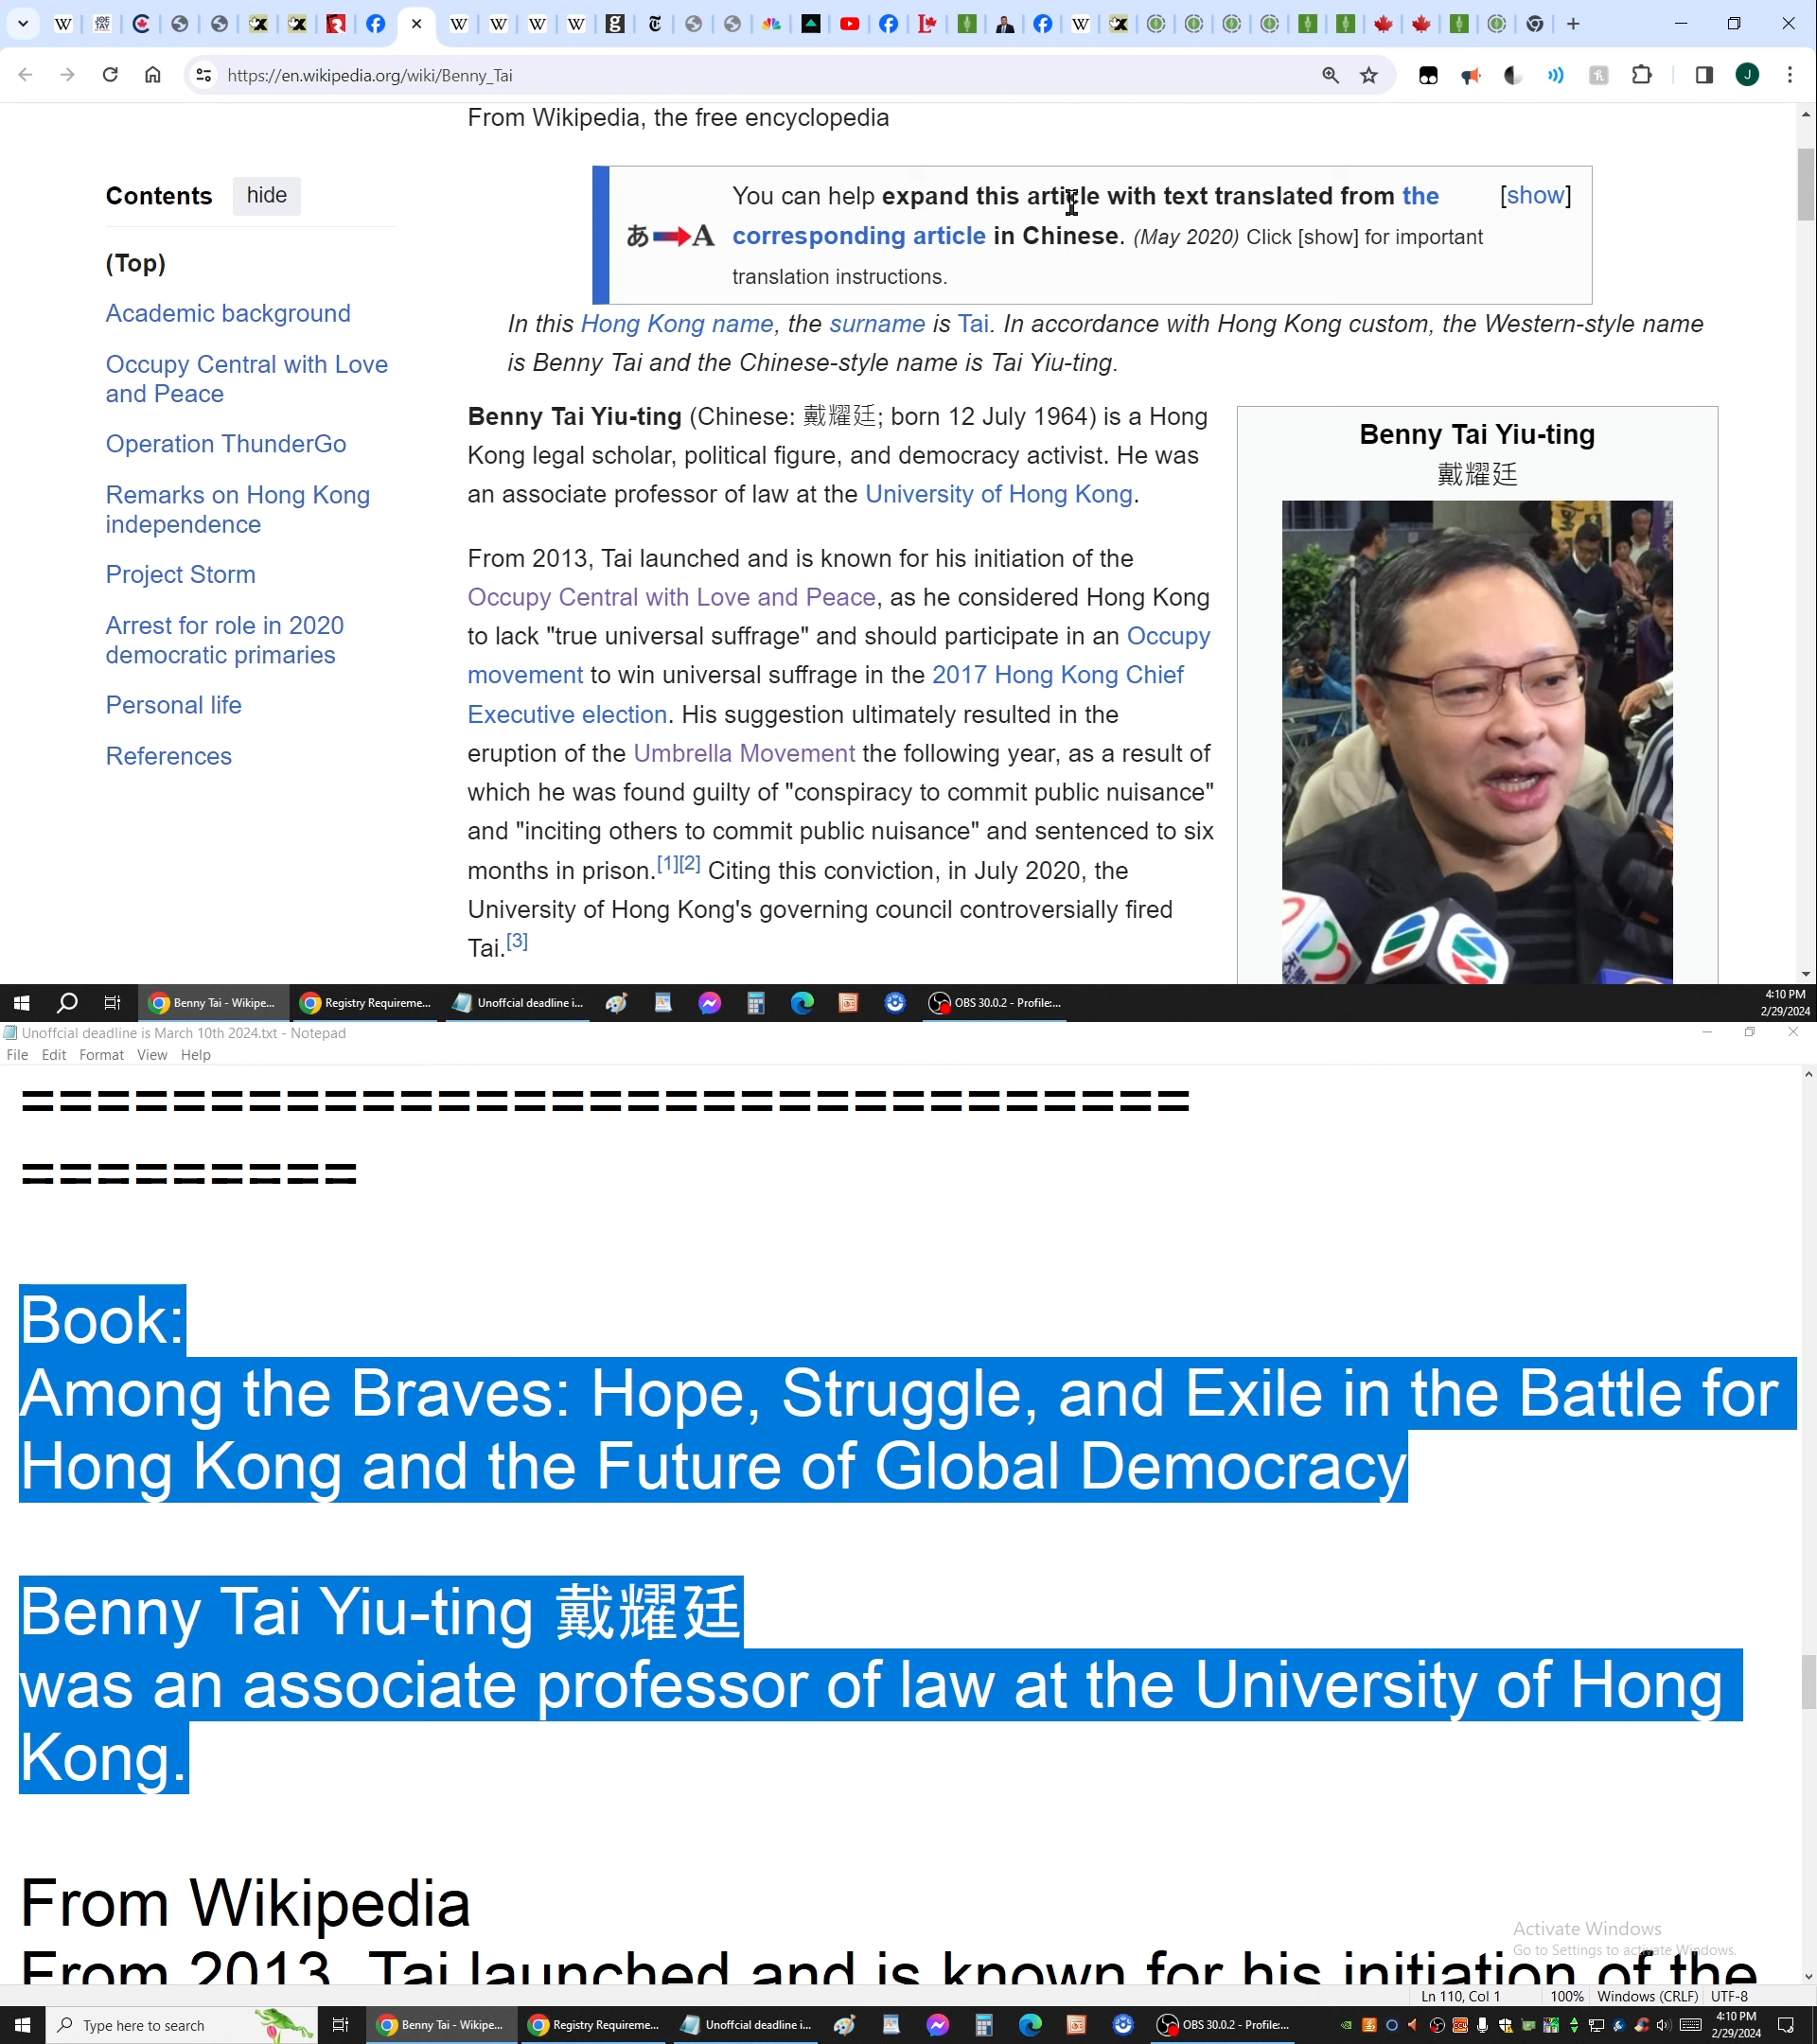 https://en.wikipedia.org/wiki/Benny_Tai
J
From Wikipedia, the free encyclopedia
Contents hide
(Top)
Academic background
Occupy Central with Love
and Peace
Operation ThunderGo
Remarks on Hong Kong
independence
Project Storm
Arrest for role in 2020
democratic primaries
Personal life
References
You can help expand this article with text translated from the [show]
あ A corresponding article in Chinese. (May 2020) Click [show] for important
translation instructions.
In this Hong Kong name, the surname is Tai. In accordance with Hong Kong custom, the Western-style name
is Benny Tai and the Chinese-style name is Tai Yiu-ting.
Benny Tai Yiu-ting (Chinese: 戴耀廷; born 12 July 1964) is a Hong
Kong legal scholar, political figure, and democracy activist. He was
an associate professor of law at the University of Hong Kong.
From 2013, Tai launched and is known for his initiation of the
Occupy Central with Love and Peace, as he considered Hong Kong
to lack "true universal suffrage" and should participate in an Occupy
movement to win universal suffrage in the 2017 Hong Kong Chief
Executive election. His suggestion ultimately resulted in the
eruption of the Umbrella Movement the following year, as a result of
which he was found guilty of "conspiracy to commit public nuisance"
and "inciting others to commit public nuisance" and sentenced to six
months in prison.[1][2] Citing this conviction, in July 2020, the
University of Hong Kong's governing council controversially fired
Tai.[3]
Benny Tai Yiu-ting
戴耀廷
Benny Tai - Wikipe... Registry Requireme... Unoffcial deadline i... OBS 30.0.2 - Profile:... 4:10 PM
2/29/2024
Unoffcial deadline is March 10th 2024.txt - Notepad
File Edit Format View Help
===============================
=========
Book:
Among the Braves: Hope, Struggle, and Exile in the Battle for
Hong Kong and the Future of Global Democracy
Benny Tai Yiu-ting 戴耀廷
was an associate professor of law at the University of Hong
Kong.
From Wikipedia
From 2013, Tai launched and is known for his initiation of the
Activate Windows
Go to Settings to activate Windows.
Ln 110, Col 1 100% Windows (CRLF) UTF-8
Type here to search Benny Tai - Wikipe... Registry Requireme... Unoffcial deadline i... OBS 30.0.2 - Profile:... 4:10 PM
2/29/2024